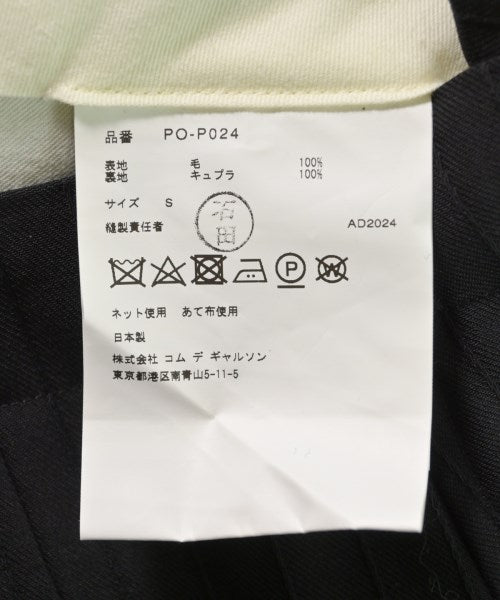 品番 PO-P024
表地 毛 100%
裏地 キュプラ 100%
サイズ S
石田
縫製責任者 AD2024
P W
ネット使用 あて布使用
日本製
株式会社 コム デ ギャルソン
東京都港区南青山5-11-5